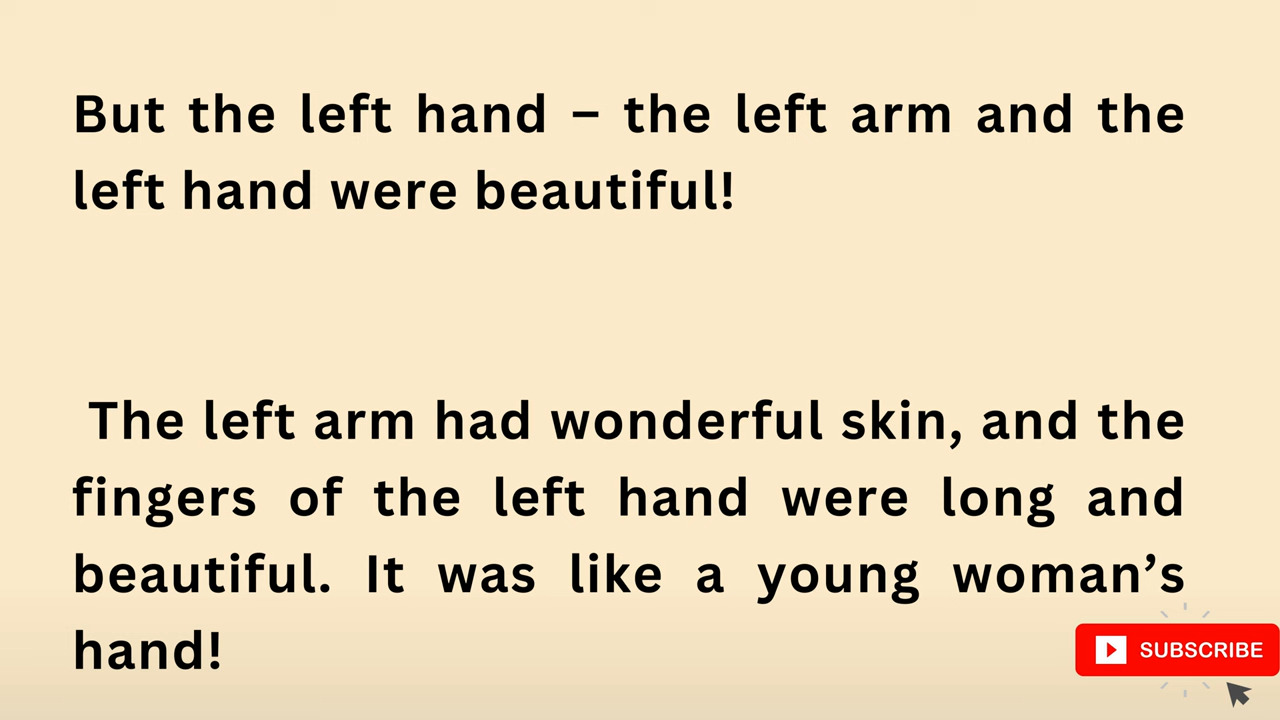 But the left hand – the left arm and the
left hand were beautiful!
The left arm had wonderful skin, and the
fingers of the left hand were long and
beautiful. It was like a young woman’s
hand!
SUBSCRIBE